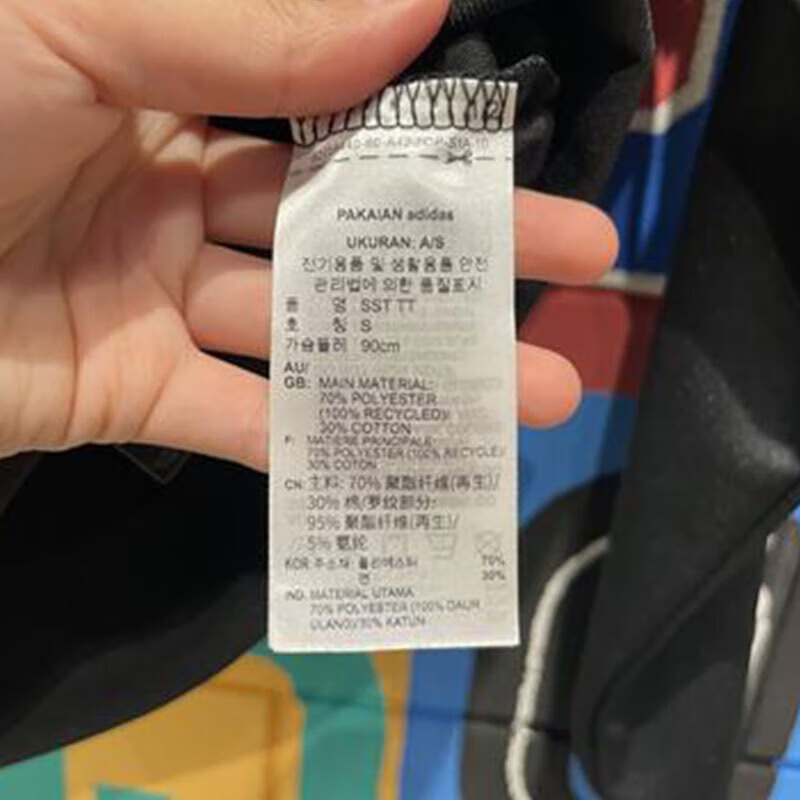 PAKAIAN adidas
UKURAN: A/S
전기용품 및 생활용품 안전
관리법에 의한 품질표시
품 명 SST TT
호 칭 S
가슴둘레 90cm
AU/
GB: MAIN MATERIAL:
70% POLYESTER
(100% RECYCLED)/
30% COTTON
F: MATIERE PRINCIPALE:
70% POLYESTER (100% RECYCLE)/
30% COTON
CN: 主料: 70% 聚酯纤维(再生)/
30% 棉/罗纹部分:
95% 聚酯纤维(再生)/
5% 氨纶
KOR: 주소재: 폴리에스터 70%
면 30%
IND: MATERIAL UTAMA
70% POLYESTER (100% DAUR
ULANG)/30% KATUN